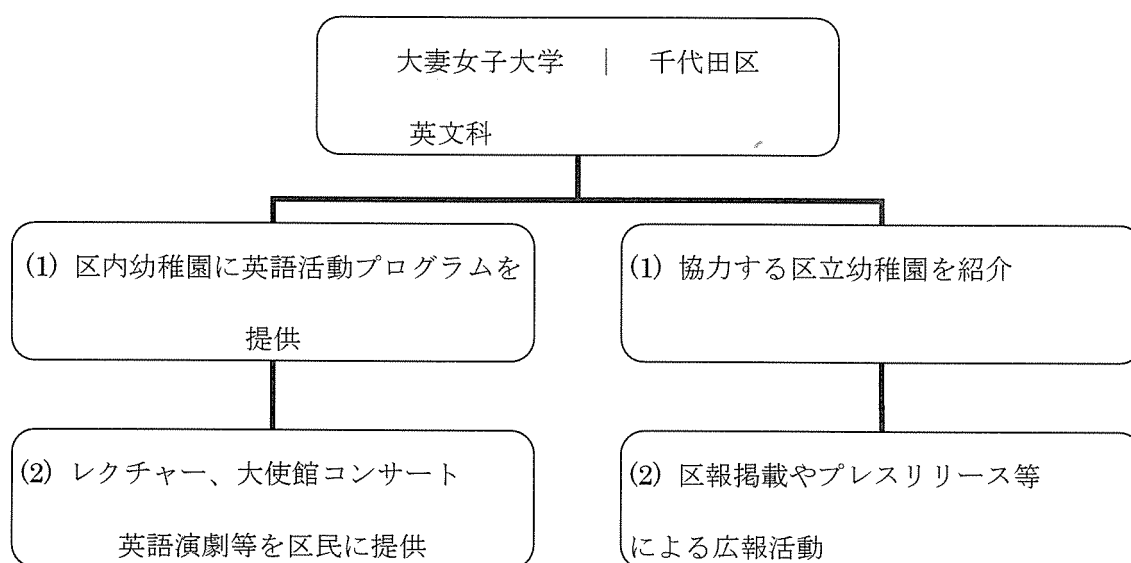 大妻女子大学 | 千代田区
英文科
(1) 区内幼稚園に英語活動プログラムを
提供
(1) 協力する区立幼稚園を紹介
(2) レクチャー、大使館コンサート
英語演劇等を区民に提供
(2) 区報掲載やプレスリリース等
による広報活動